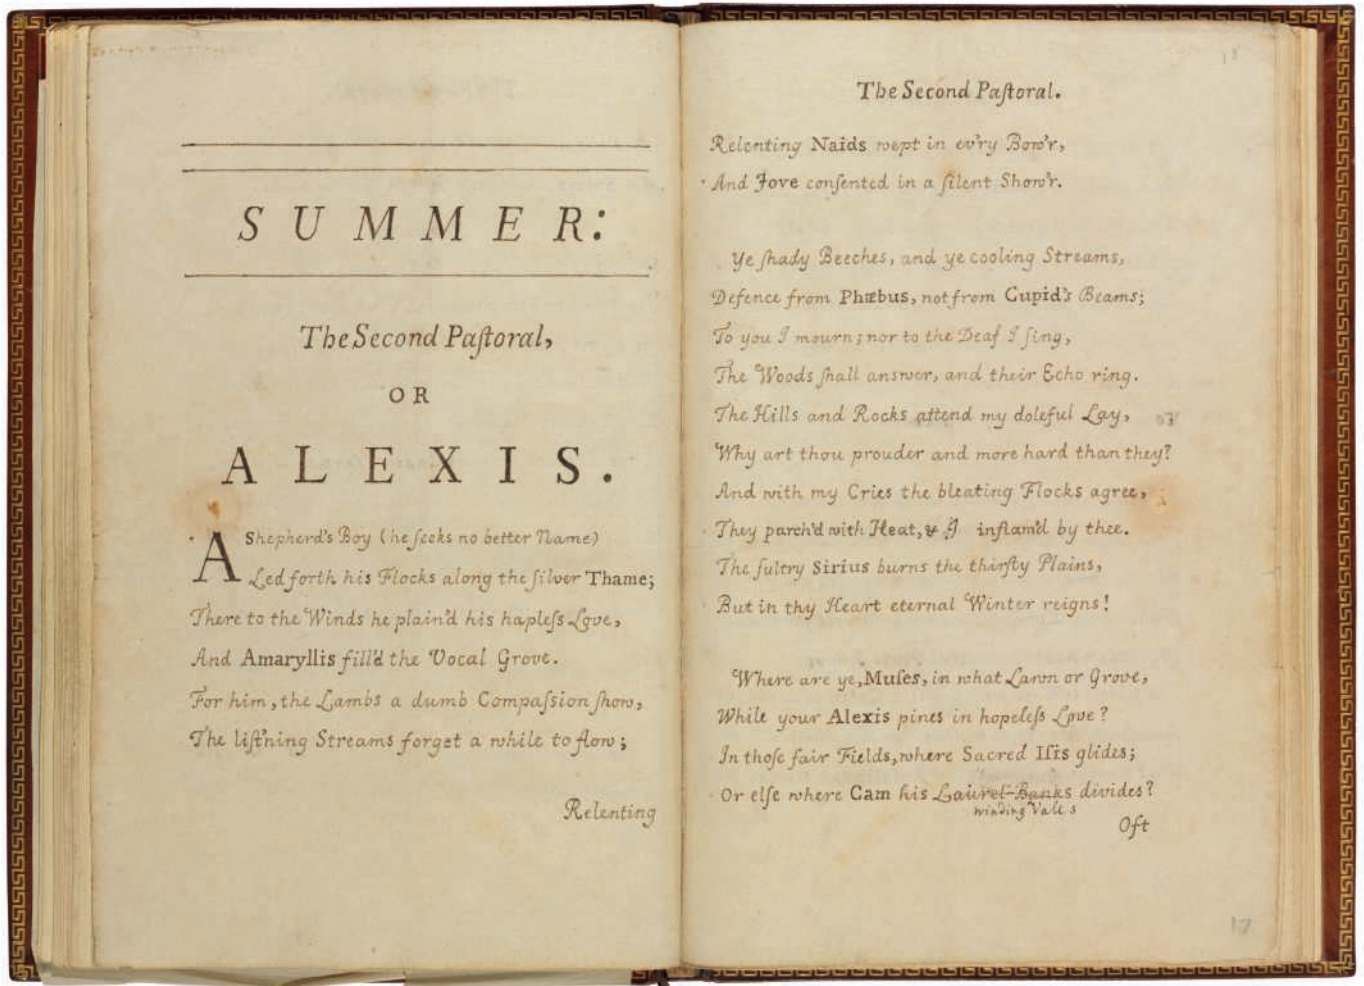 SUMMER:
The Second Paſtoral,
OR
ALEXIS.
A Shepherd's Boy (he ſeeks no better Name)
Led forth his Flocks along the ſilver Thame;
There to the Winds he plain'd his hapleſs Love,
And Amaryllis fill'd the Vocal Grove.
For him, the Lambs a dumb Compaſsion ſhow,
The liſt'ning Streams forget a while to flow;
Relenting
18
The Second Paſtoral.
Relenting Naids wept in ev'ry Bow'r,
And Jove conſented in a ſilent Show'r.
Ye ſhady Beeches, and ye cooling Streams,
Defence from Phœbus, not from Cupid's Beams;
To you I mourn; nor to the Deaf I ſing,
The Woods ſhall answer, and their Echo ring.
The Hills and Rocks attend my doleful Lay,
Why art thou prouder and more hard than they?
And with my Cries the bleating Flocks agree,
They parch'd with Heat, & I inflam'd by thee.
The ſultry Sirius burns the thirſty Plains,
But in thy Heart eternal Winter reigns!
Where are ye, Muſes, in what Lawn or Grove,
While your Alexis pines in hopeleſs Love?
In thoſe fair Fields, where Sacred Iſis glides;
Or elſe where Cam his Laurel-Banks divides?
winding Vales
Oft
17